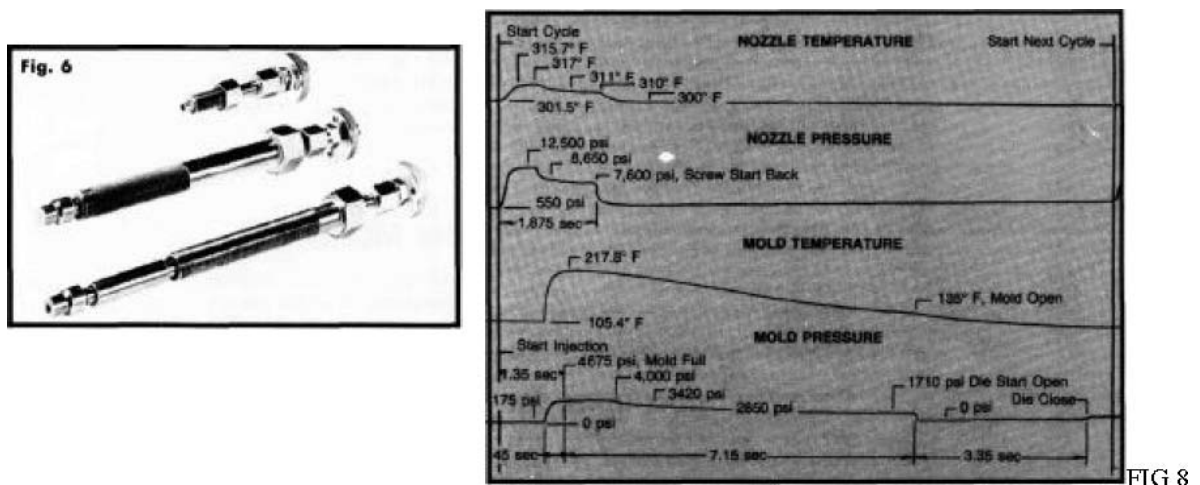 Fig. 6
Start Cycle
NOZZLE TEMPERATURE
Start Next Cycle
315.7° F
317° F
311° F
310° F
300° F
301.5° F
NOZZLE PRESSURE
12,500 psi
8,650 psi
7,600 psi, Screw Start Back
550 psi
1.875 sec
MOLD TEMPERATURE
217.8° F
135° F, Mold Open
105.4° F
MOLD PRESSURE
Start Injection
4675 psi, Mold Full
1.35 sec
4,000 psi
1710 psi Die Start Open
175 psi
3420 psi
2650 psi
0 psi
Die Close
0 psi
45 sec
7.15 sec
3.35 sec
FIG 8